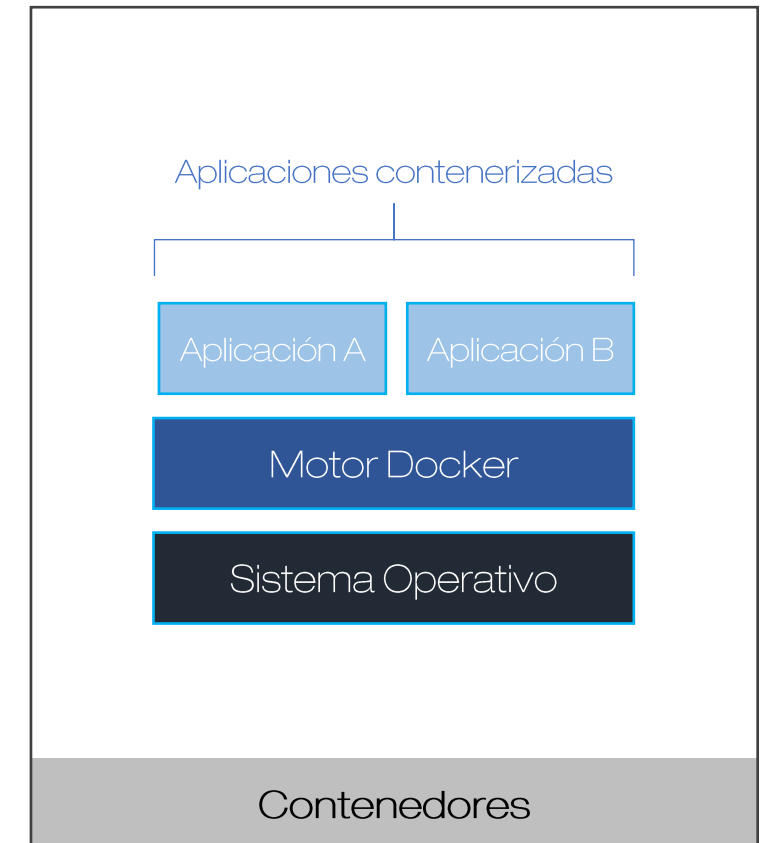 Aplicaciones contenerizadas
Aplicación A
Aplicación B
Motor Docker
Sistema Operativo
Contenedores